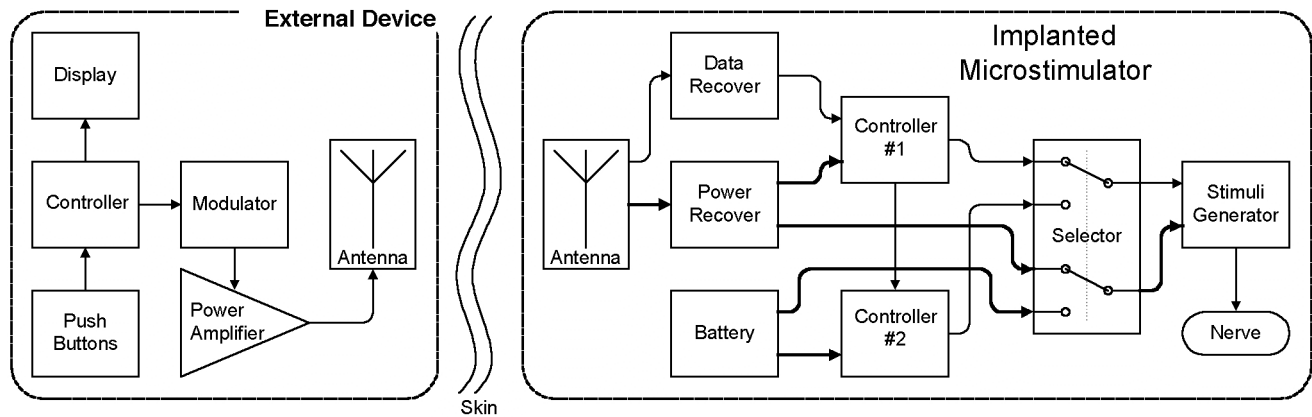 External Device
Display
Controller
Modulator
Push
Buttons
Power
Amplifier
Antenna
Skin
Implanted
Microstimulator
Antenna
Data
Recover
Power
Recover
Battery
Controller
#1
Controller
#2
Selector
Stimuli
Generator
Nerve